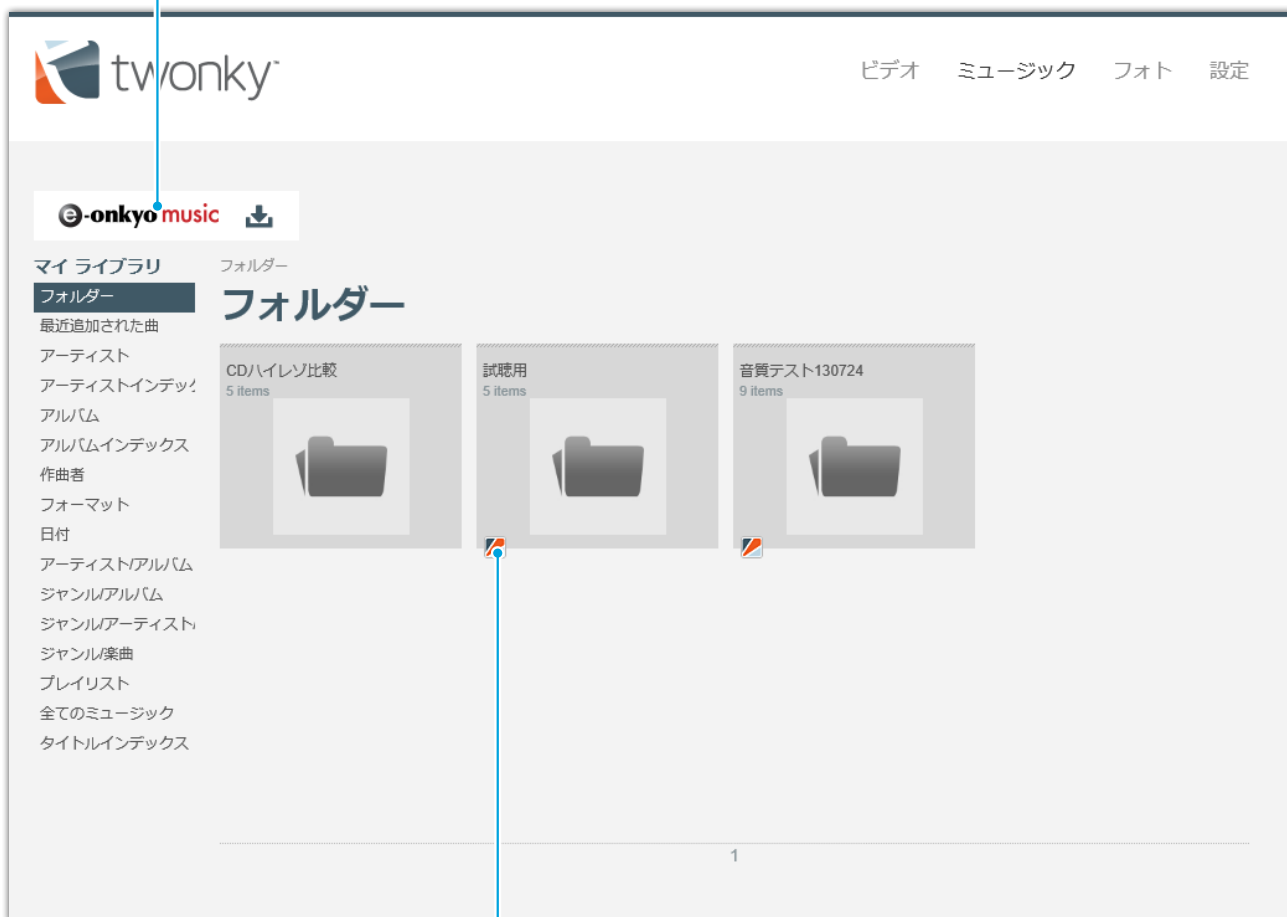 twonky™
ビデオ ミュージック フォト 設定
e-onkyo music
マイ ライブラリ
フォルダー
最近追加された曲
アーティスト
アーティストインデック
アルバム
アルバムインデックス
作曲者
フォーマット
日付
アーティスト/アルバム
ジャンル/アルバム
ジャンル/アーティスト/
ジャンル/楽曲
プレイリスト
全てのミュージック
タイトルインデックス
フォルダー
フォルダー
CDハイレゾ比較
5 items
試聴用
5 items
音質テスト130724
9 items
1